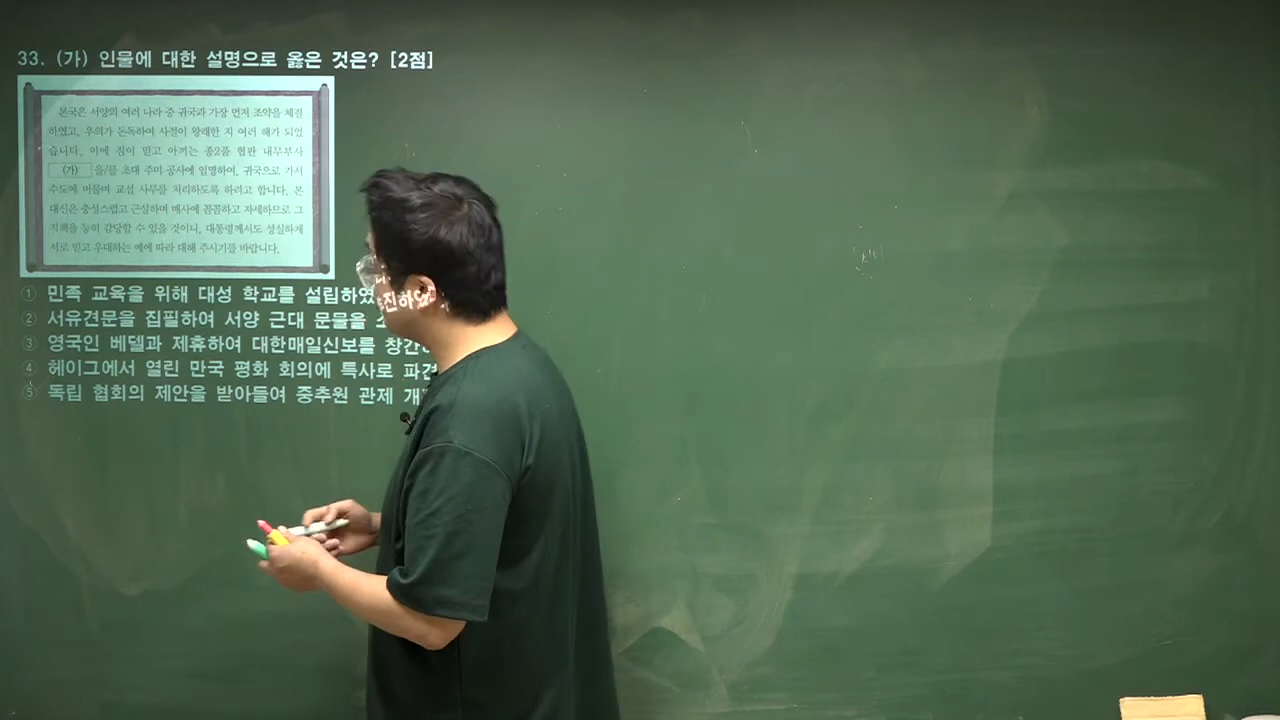 33. (가) 인물에 대한 설명으로 옳은 것은? [2점]
본국은 서양의 여러 나라 중 귀국과 가장 먼저 조약을 체결
하였고, 우의가 돈독하여 사절이 왕래한 지 여러 해가 되었
습니다. 이에 짐이 믿고 아끼는 종2품 협판 내무부사
(가) 을/를 초대 주미 공사에 임명하여, 귀국으로 가서
수도에 머물며 교섭 사무를 처리하도록 하려고 합니다. 본
대신은 충성스럽고 근실하며 매사에 꼼꼼하고 자세하므로 그
직책을 능히 감당할 수 있을 것이니, 대통령께서도 성실하게
서로 믿고 우대하는 예에 따라 대해 주시기를 바랍니다.
① 민족 교육을 위해 대성 학교를 설립하였
② 서유견문을 집필하여 서양 근대 문물을
③ 영국인 베델과 제휴하여 대한매일신보를 창간
④ 헤이그에서 열린 만국 평화 회의에 특사로 파견
⑤ 독립 협회의 제안을 받아들여 중추원 관제 개 진하였